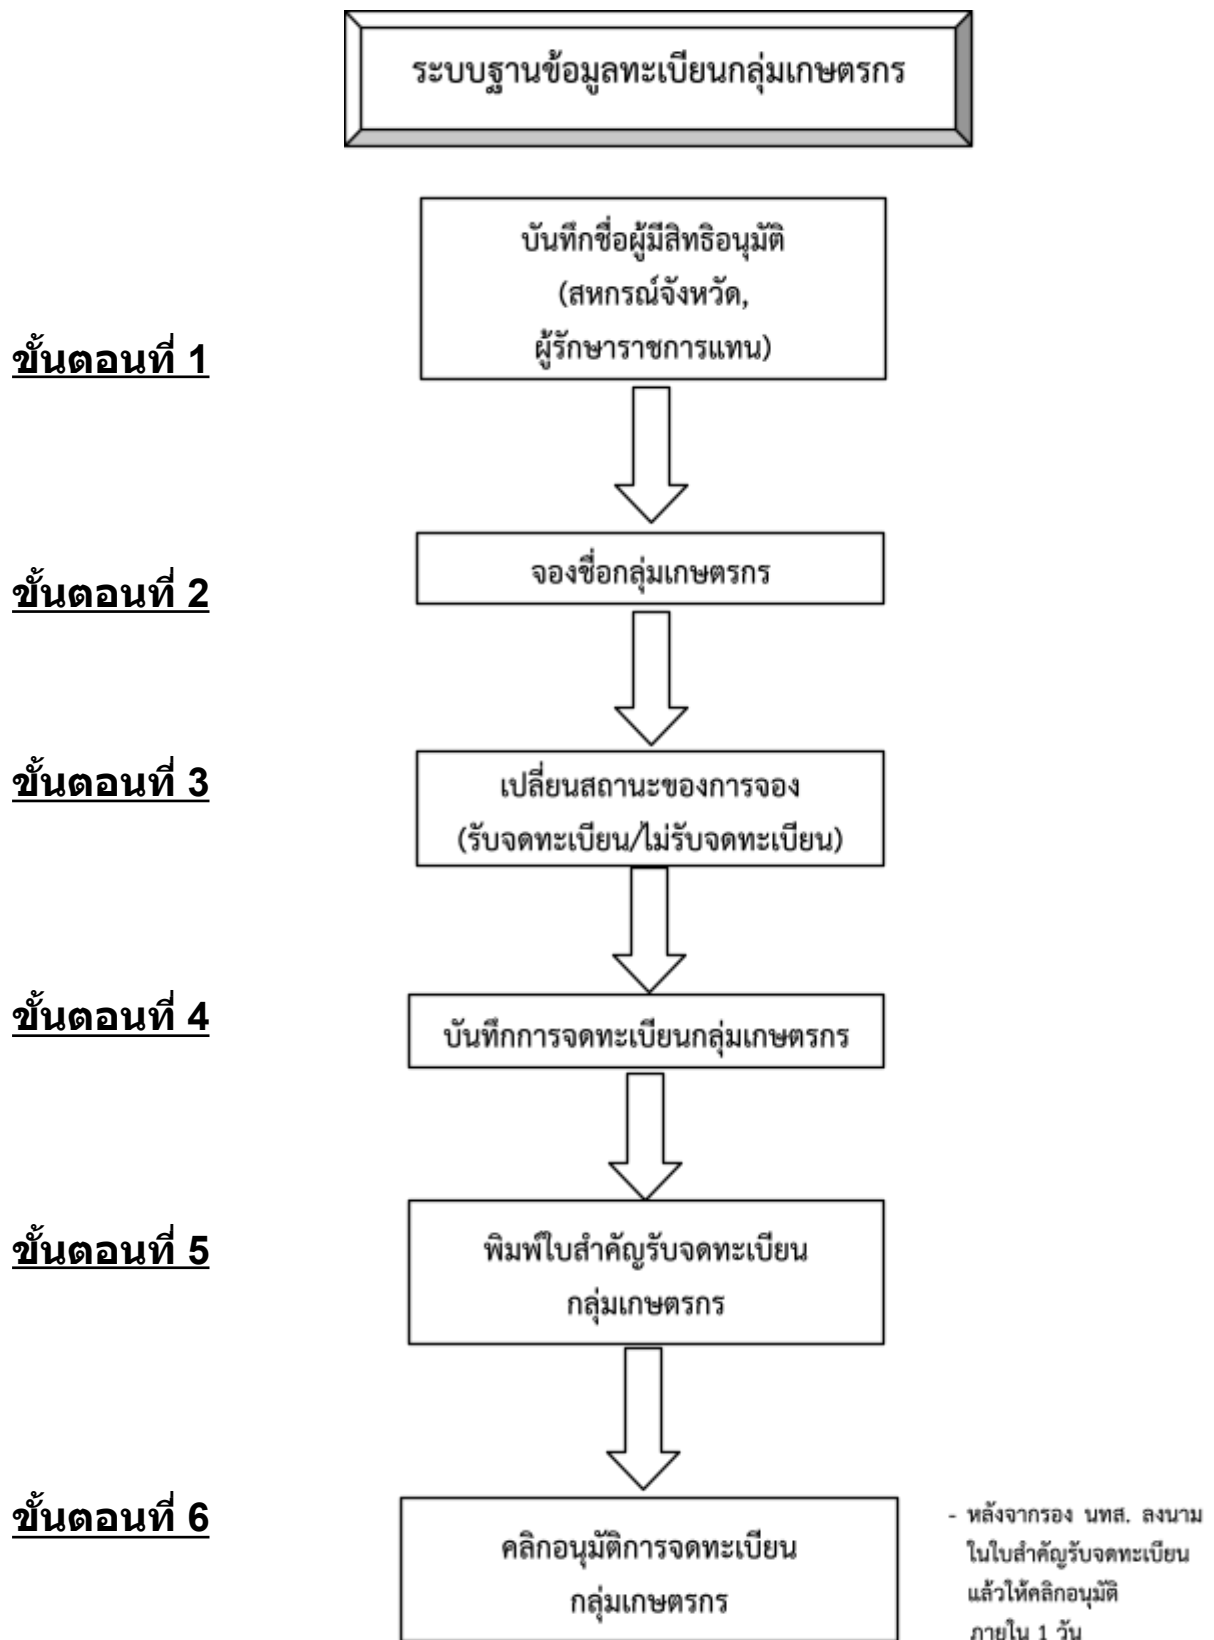 ระบบฐานข้อมูลทะเบียนกลุ่มเกษตรกร
บันทึกชื่อผู้มีสิทธิอนุมัติ
(สหกรณ์จังหวัด,
ผู้รักษาราชการแทน)
ขั้นตอนที่ 1
จองชื่อกลุ่มเกษตรกร
ขั้นตอนที่ 2
เปลี่ยนสถานะของการจอง
(รับจดทะเบียน/ไม่รับจดทะเบียน)
ขั้นตอนที่ 3
บันทึกการจดทะเบียนกลุ่มเกษตรกร
ขั้นตอนที่ 4
พิมพ์ใบสำคัญรับจดทะเบียน
กลุ่มเกษตรกร
ขั้นตอนที่ 5
ขั้นตอนที่ 6
คลิกอนุมัติการจดทะเบียน
กลุ่มเกษตรกร
- หลังจากรอง นทส. ลงนาม
ในใบสำคัญรับจดทะเบียน
แล้วให้คลิกอนุมัติ
ภายใน 1 วัน